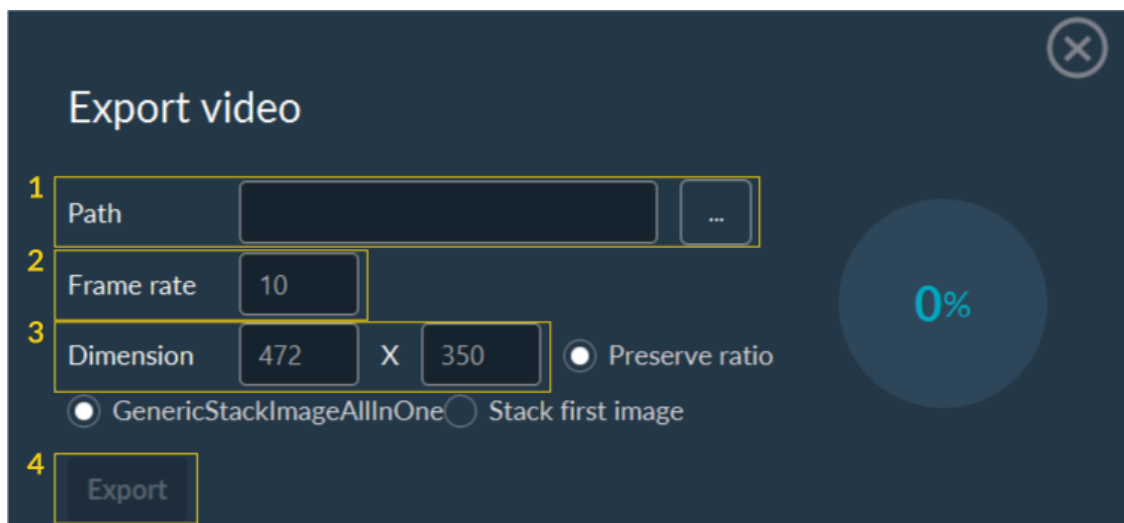 Export video
1 Path ...
2 Frame rate 10
0%
3 Dimension 472 X 350 Preserve ratio
GenericStackImageAllInOne Stack first image
4 Export